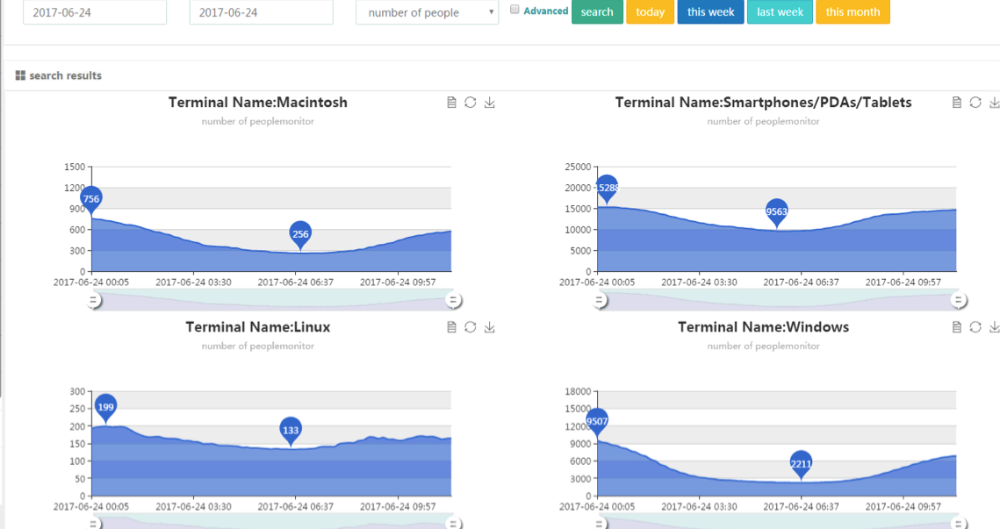 2017-06-24 2017-06-24 number of people Advanced search today this week last week this month
search results
Terminal Name:Macintosh
number of peoplemonitor
1500
1200
900
600
300
0
756
256
2017-06-24 00:05 2017-06-24 03:30 2017-06-24 06:37 2017-06-24 09:57
Terminal Name:Smartphones/PDAs/Tablets
number of peoplemonitor
25000
20000
15000
10000
5000
0
15288
9563
2017-06-24 00:05 2017-06-24 03:30 2017-06-24 06:37 2017-06-24 09:57
Terminal Name:Linux
number of peoplemonitor
300
250
200
150
100
50
0
199
133
2017-06-24 00:05 2017-06-24 03:30 2017-06-24 06:37 2017-06-24 09:57
Terminal Name:Windows
number of peoplemonitor
18000
15000
12000
9000
6000
3000
0
9507
2211
2017-06-24 00:05 2017-06-24 03:30 2017-06-24 06:37 2017-06-24 09:57